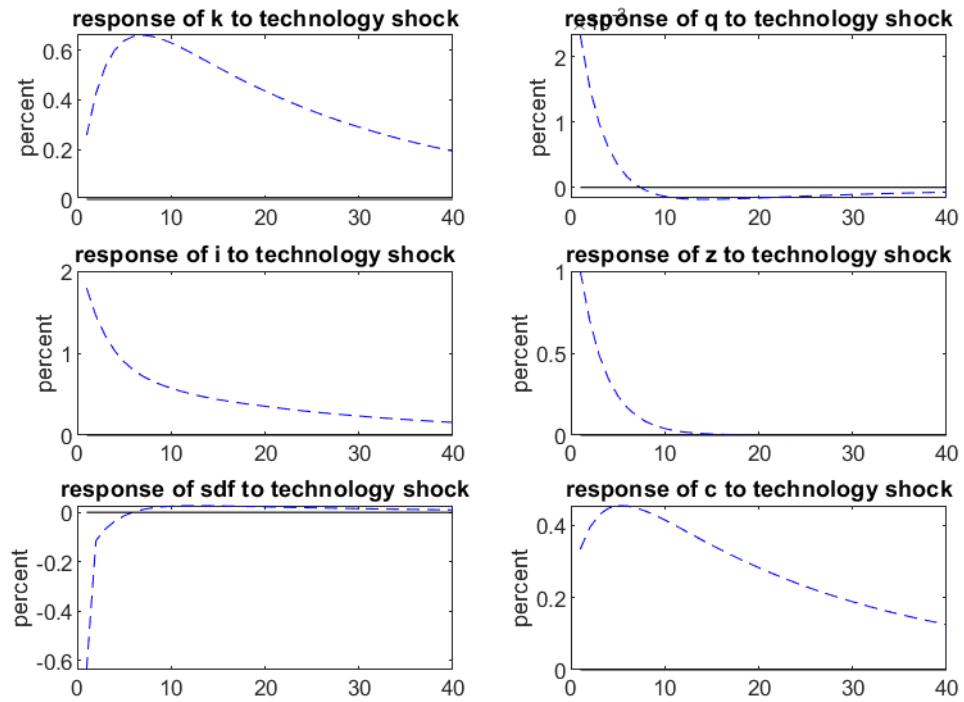 response of k to technology shock
percent
0.6
0.4
0.2
0
0 10 20 30 40
response of q to technology shock
percent
2
1
0
0 10 20 30 40
response of i to technology shock
percent
2
1
0
0 10 20 30 40
response of z to technology shock
percent
1
0.5
0
0 10 20 30 40
response of sdf to technology shock
percent
0
-0.2
-0.4
-0.6
0 10 20 30 40
response of c to technology shock
percent
0.4
0.2
0
0 10 20 30 40